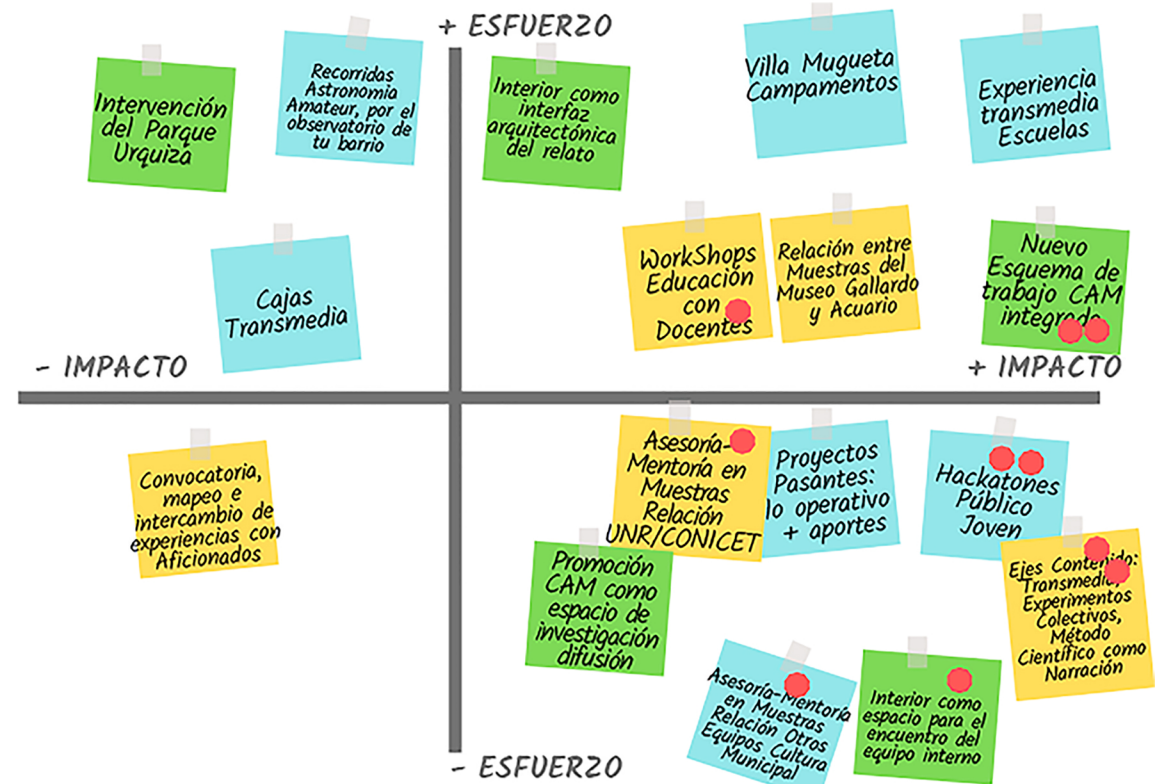 + ESFUERZO
Intervención
del Parque
Urquiza
Recorridas
Astronomia
Amateur, por el
observatorio de
tu barrio
Interior como
interfaz
arquitectónica
del relato
Villa Mugueta
Campamentos
Experiencia
transmedia
Escuelas
Cajas
Transmedia
WorkShops
Educación
con
Docentes
Relación entre
Muestras del
Museo Gallardo
y Acuario
Nuevo
Esquema de
trabajo CAM
integrado
- IMPACTO
+ IMPACTO
Convocatoria,
mapeo e
intercambio de
experiencias con
Aficionados
Asesoría-
Mentoría en
Muestras
Relación
UNR/CONICET
Proyectos
Pasantes:
lo operativo
+ aportes
Hackatones
Público
Joven
Promoción
CAM como
espacio de
investigación
difusión
Ejes Contenido:
Transmedia,
Experimentos
Colectivos,
Método
Científico como
Narración
Asesoría-Mentoría
en Muestras
Relación Otros
Equipos Cultura
Municipal
Interior como
espacio para el
encuentro del
equipo interno
- ESFUERZO